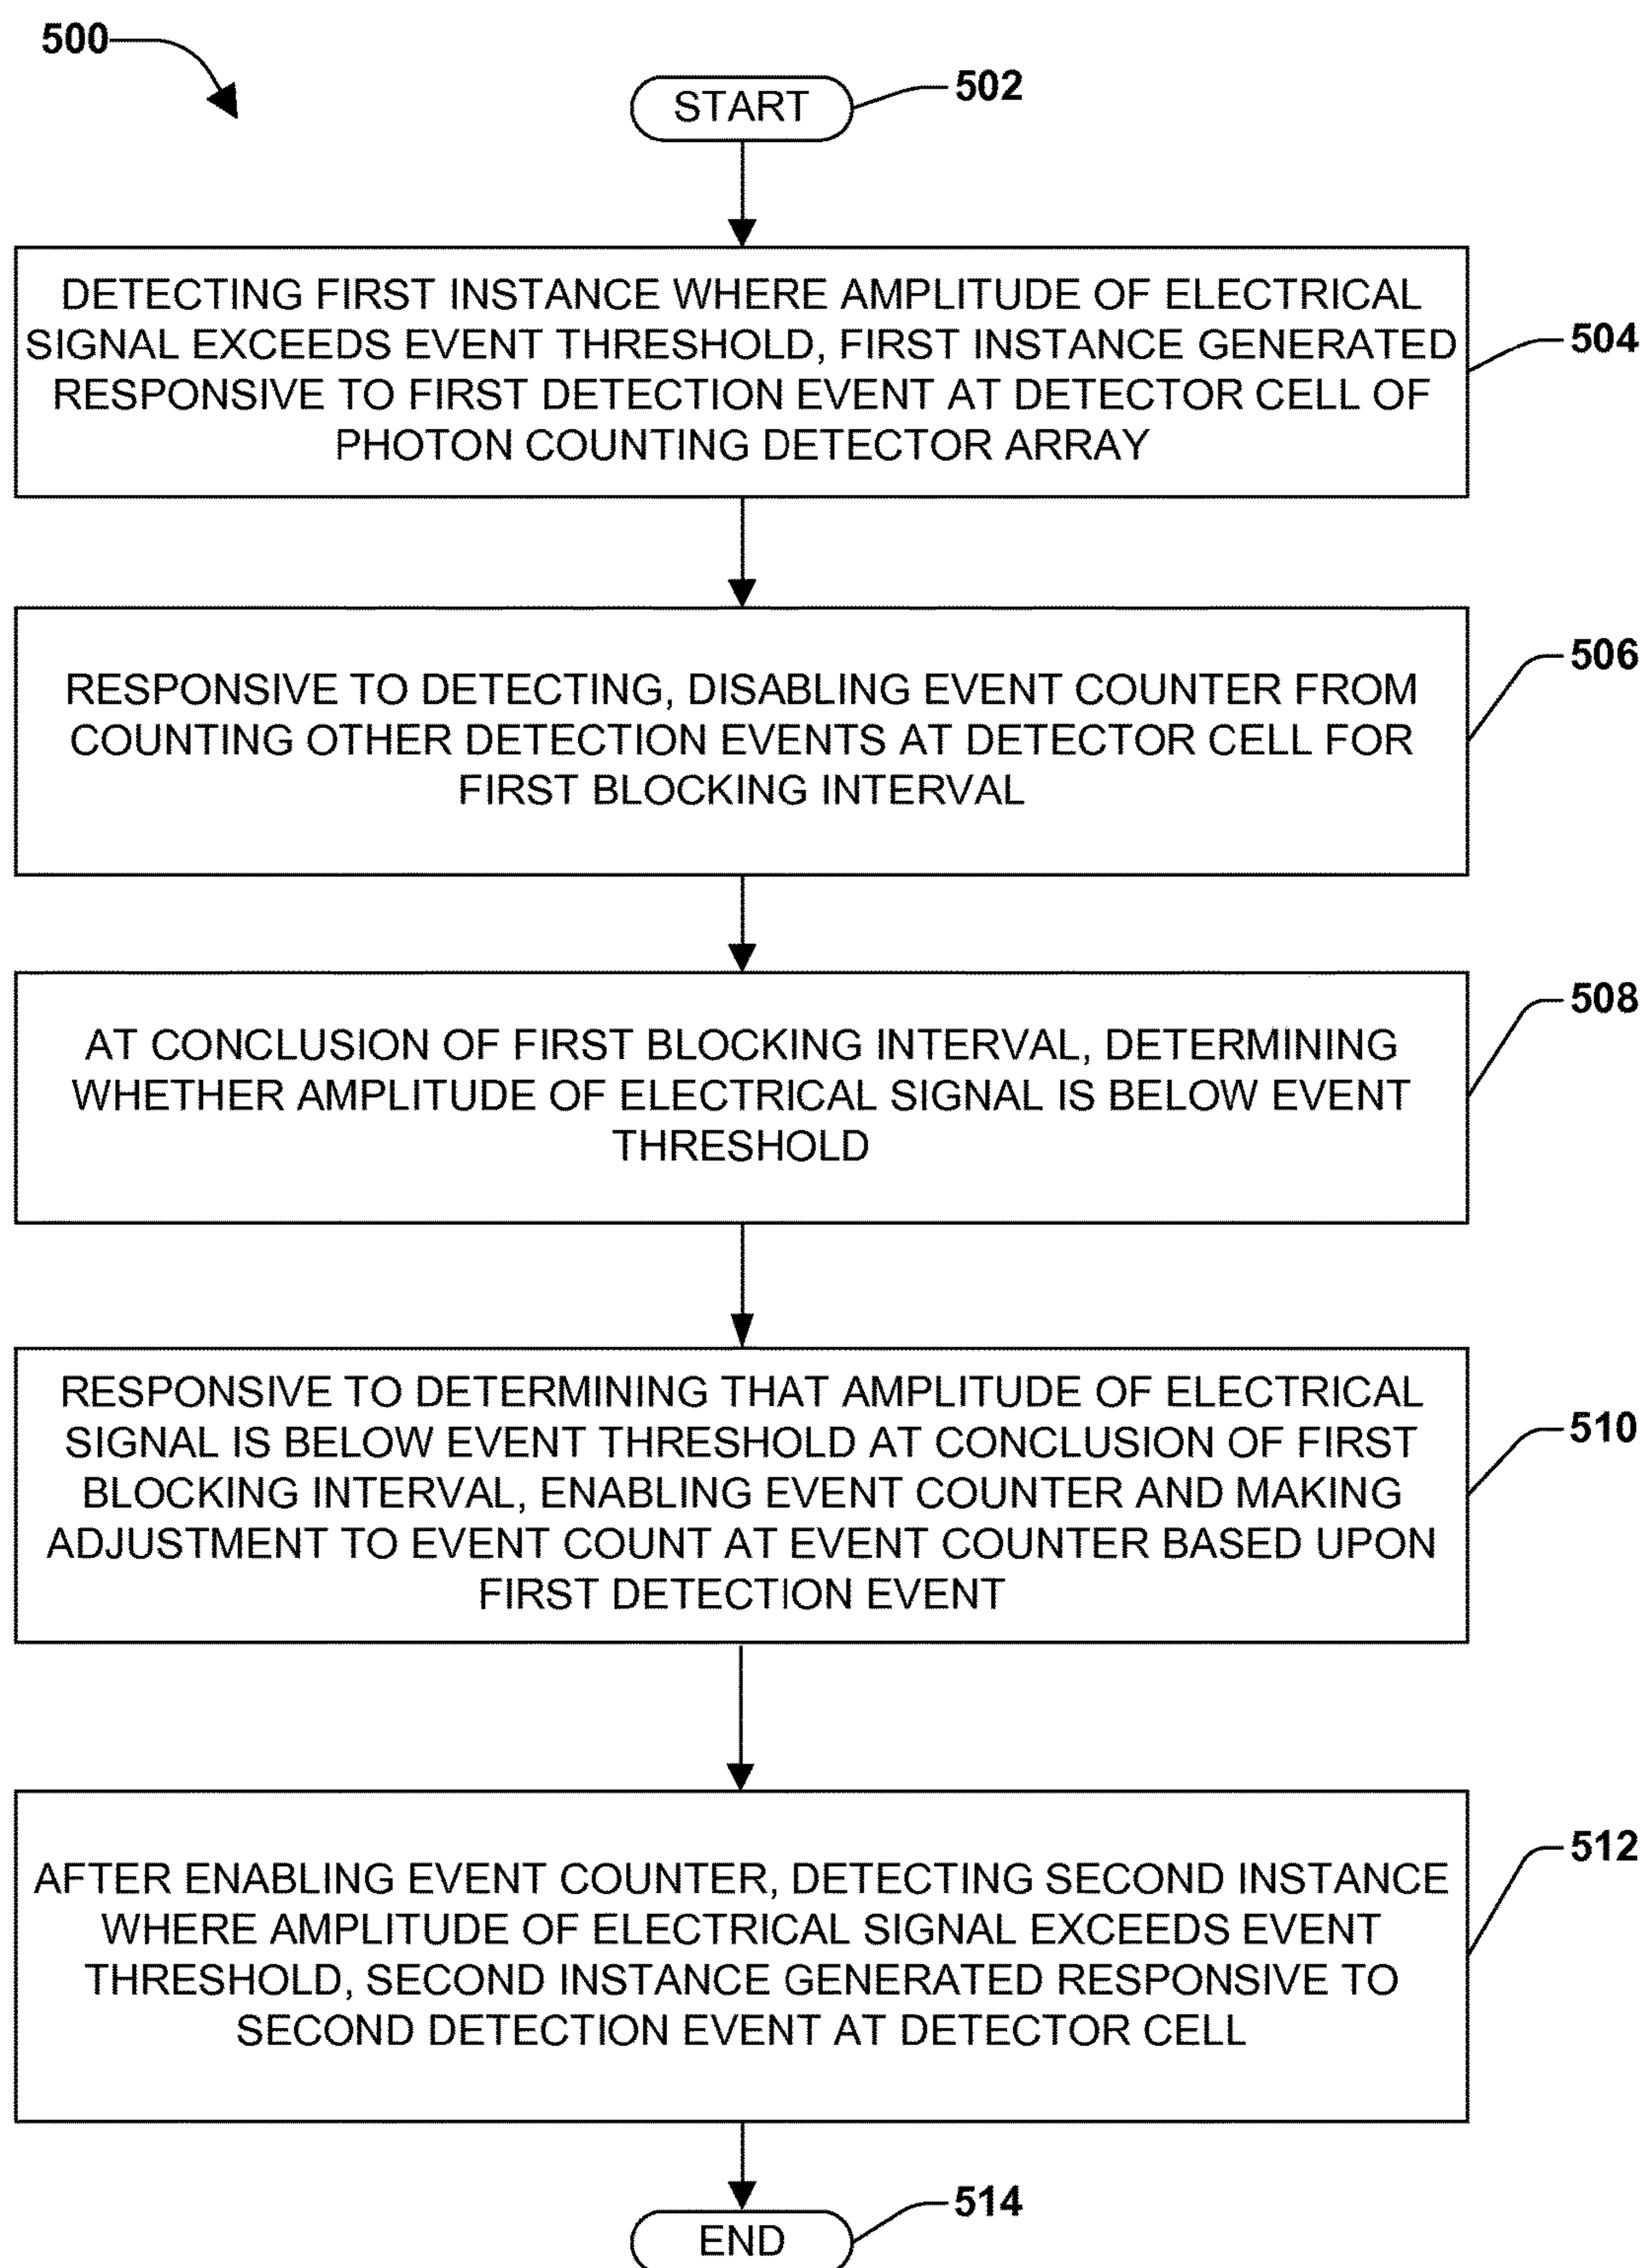 500
START
502
DETECTING FIRST INSTANCE WHERE AMPLITUDE OF ELECTRICAL
SIGNAL EXCEEDS EVENT THRESHOLD, FIRST INSTANCE GENERATED
RESPONSIVE TO FIRST DETECTION EVENT AT DETECTOR CELL OF
PHOTON COUNTING DETECTOR ARRAY
504
RESPONSIVE TO DETECTING, DISABLING EVENT COUNTER FROM
COUNTING OTHER DETECTION EVENTS AT DETECTOR CELL FOR
FIRST BLOCKING INTERVAL
506
AT CONCLUSION OF FIRST BLOCKING INTERVAL, DETERMINING
WHETHER AMPLITUDE OF ELECTRICAL SIGNAL IS BELOW EVENT
THRESHOLD
508
RESPONSIVE TO DETERMINING THAT AMPLITUDE OF ELECTRICAL
SIGNAL IS BELOW EVENT THRESHOLD AT CONCLUSION OF FIRST
BLOCKING INTERVAL, ENABLING EVENT COUNTER AND MAKING
ADJUSTMENT TO EVENT COUNT AT EVENT COUNTER BASED UPON
FIRST DETECTION EVENT
510
AFTER ENABLING EVENT COUNTER, DETECTING SECOND INSTANCE
WHERE AMPLITUDE OF ELECTRICAL SIGNAL EXCEEDS EVENT
THRESHOLD, SECOND INSTANCE GENERATED RESPONSIVE TO
SECOND DETECTION EVENT AT DETECTOR CELL
512
END
514